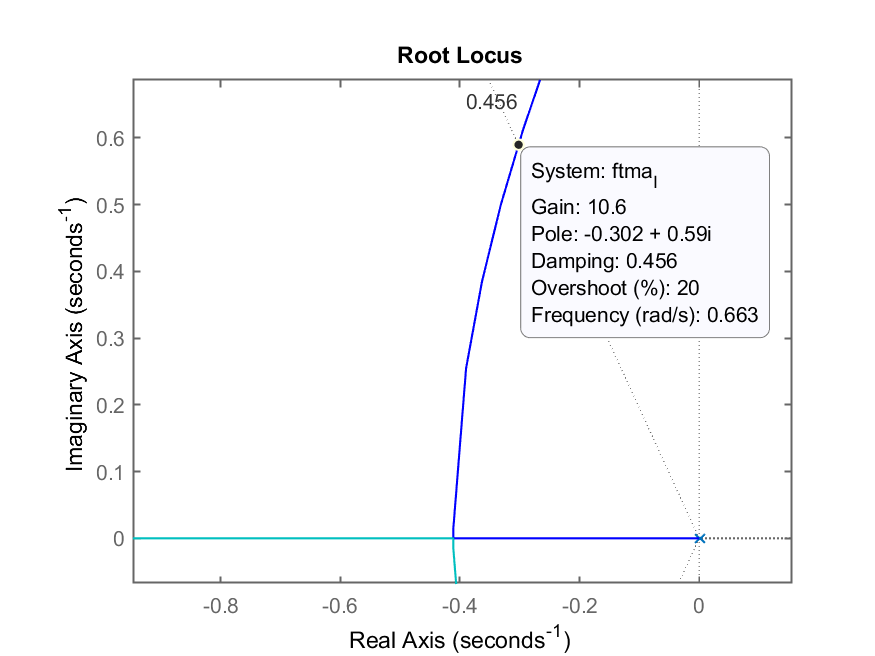 Root Locus
0.456
System: ftma_l
Gain: 10.6
Pole: -0.302 + 0.59i
Damping: 0.456
Overshoot (%): 20
Frequency (rad/s): 0.663
Imaginary Axis (seconds^-1)
0.6
0.5
0.4
0.3
0.2
0.1
0
-0.8 -0.6 -0.4 -0.2 0
Real Axis (seconds^-1)